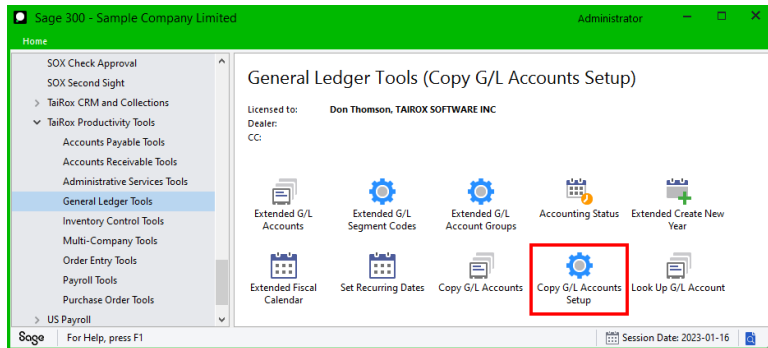 Sage 300 - Sample Company Limited
Administrator
Home
SOX Check Approval
SOX Second Sight
TaiRox CRM and Collections
TaiRox Productivity Tools
Accounts Payable Tools
Accounts Receivable Tools
Administrative Services Tools
General Ledger Tools
Inventory Control Tools
Multi-Company Tools
Order Entry Tools
Payroll Tools
Purchase Order Tools
US Payroll
General Ledger Tools (Copy G/L Accounts Setup)
Licensed to: Don Thomson, TAIROX SOFTWARE INC
Dealer:
CC:
Extended G/L
Accounts
Extended G/L
Segment Codes
Extended G/L
Account Groups
Accounting Status
Extended Create New
Year
Extended Fiscal
Calendar
Set Recurring Dates
Copy G/L Accounts
Copy G/L Accounts
Setup
Look Up G/L Account
Sage
For Help, press F1
Session Date: 2023-01-16